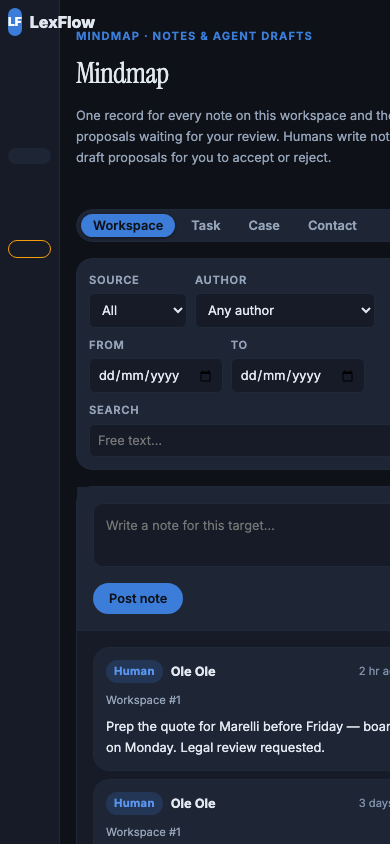 LF LexFlow
MINDMAP · NOTES & AGENT DRAFTS
Mindmap
One record for every note on this workspace and the
proposals waiting for your review. Humans write not
draft proposals for you to accept or reject.
Workspace Task Case Contact
SOURCE AUTHOR
All Any author
FROM TO
dd/mm/yyyy dd/mm/yyyy
SEARCH
Free text...
Write a note for this target...
Post note
Human Ole Ole 2 hr a
Workspace #1
Prep the quote for Marelli before Friday — boar
on Monday. Legal review requested.
Human Ole Ole 3 days
Workspace #1